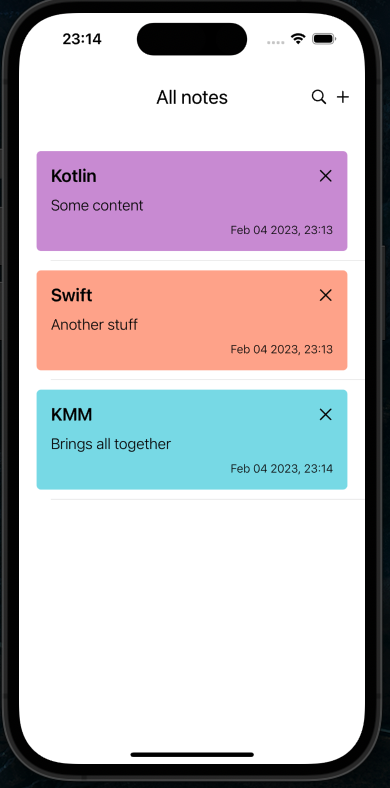 23:14
All notes
Kotlin
Some content
Feb 04 2023, 23:13
Swift
Another stuff
Feb 04 2023, 23:13
KMM
Brings all together
Feb 04 2023, 23:14